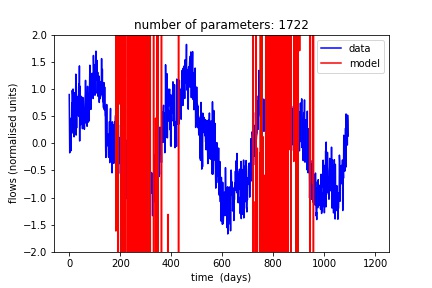 number of parameters: 1722
2.0
1.5
1.0
0.5
0.0
−0.5
−1.0
−1.5
−2.0
flows (normalised units)
data
model
0 200 400 600 800 1000 1200
time  (days)